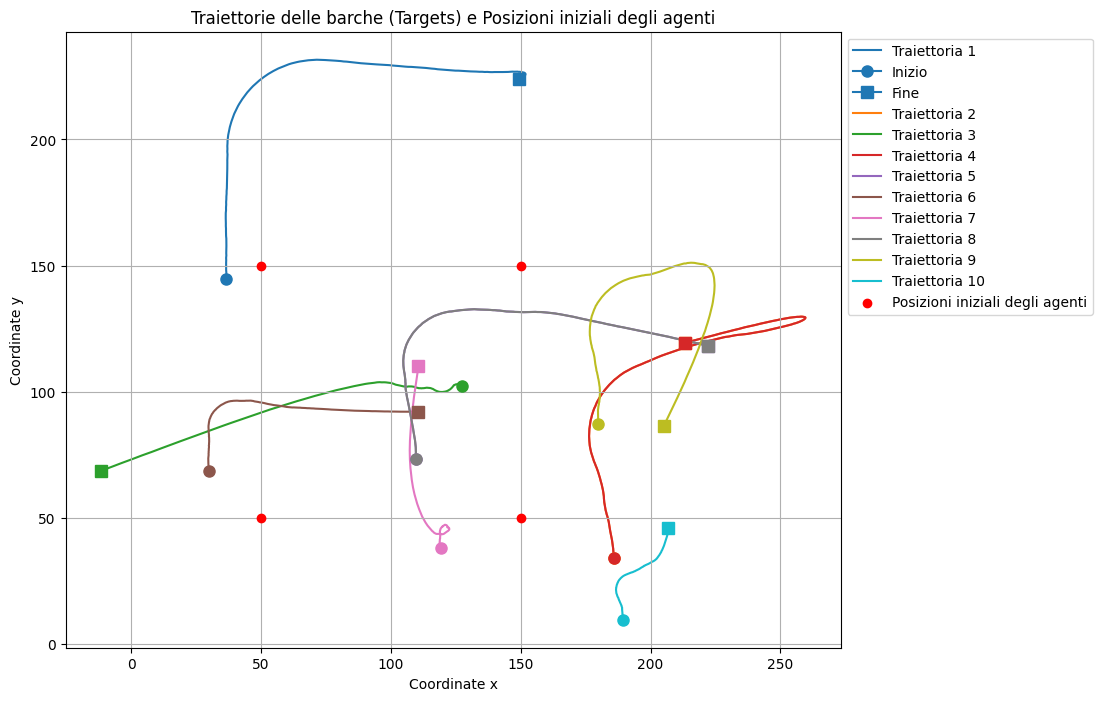 Traiettorie delle barche (Targets) e Posizioni iniziali degli agenti
Coordinate y
200
150
100
50
0
0 50 100 150 200 250
Coordinate x
Traiettoria 1
Inizio
Fine
Traiettoria 2
Traiettoria 3
Traiettoria 4
Traiettoria 5
Traiettoria 6
Traiettoria 7
Traiettoria 8
Traiettoria 9
Traiettoria 10
Posizioni iniziali degli agenti